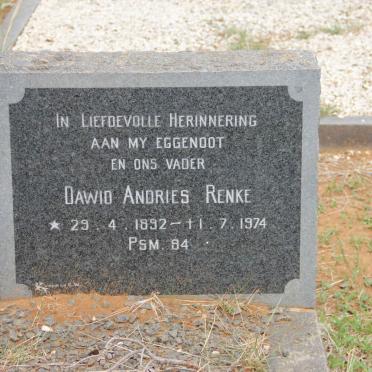 IN LIEFDEVOLLE HERINNERING
AAN MY EGGENOOT
EN ONS VADER
DAWID ANDRIES RENKE
★ 29. 4. 1892 – †1. 7. 1974
PSM. 84